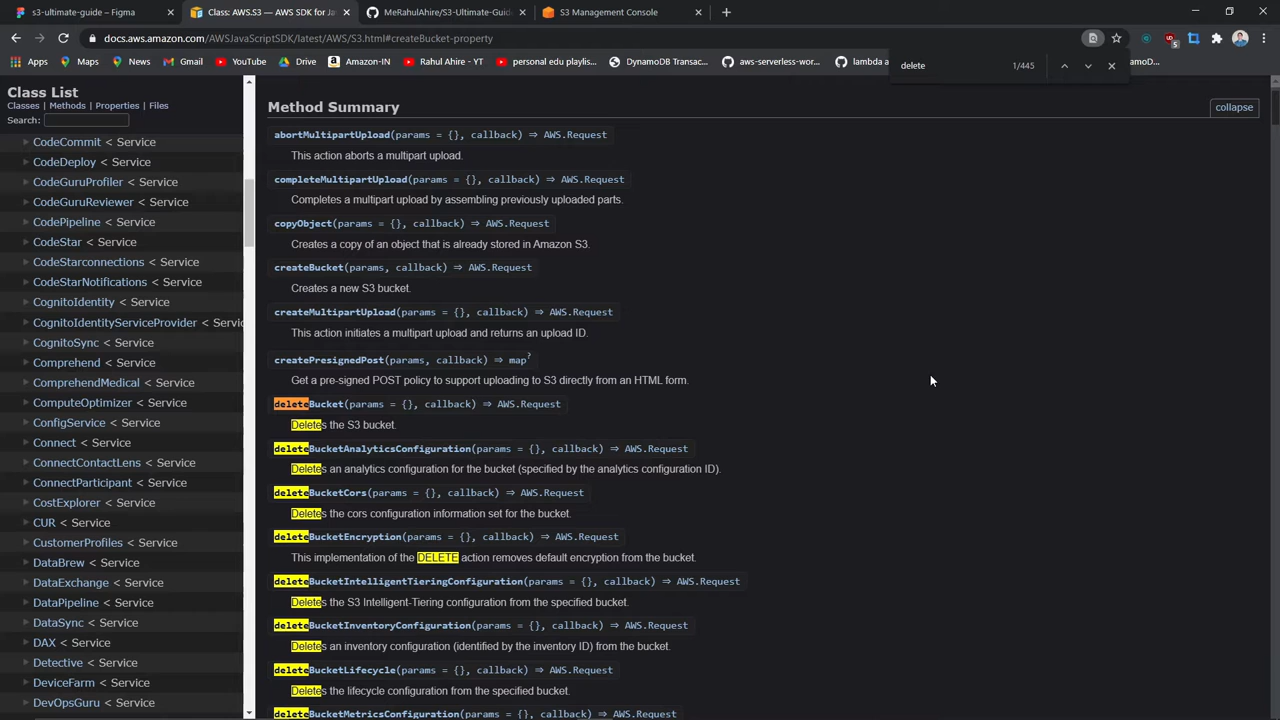 s3-ultimate-guide – Figma
Class: AWS.S3 — AWS SDK for Ja
MeRahulAhire/S3-Ultimate-Guid
S3 Management Console
docs.aws.amazon.com/AWSJavaScriptSDK/latest/AWS/S3.html#createBucket-property
Apps
Maps
News
Gmail
YouTube
Drive
Amazon-IN
Rahul Ahire - YT
personal edu playlis...
DynamoDB Transac...
aws-serverless-wor...
lambda a
_DynamoD...
delete
1/445
Class List
Classes | Methods | Properties | Files
Search:
CodeCommit < Service
CodeDeploy < Service
CodeGuruProfiler < Service
CodeGuruReviewer < Service
CodePipeline < Service
CodeStar < Service
CodeStarconnections < Service
CodeStarNotifications < Service
CognitoIdentity < Service
CognitoIdentityServiceProvider < Servic
CognitoSync < Service
Comprehend < Service
ComprehendMedical < Service
ComputeOptimizer < Service
ConfigService < Service
Connect < Service
ConnectContactLens < Service
ConnectParticipant < Service
CostExplorer < Service
CUR < Service
CustomerProfiles < Service
DataBrew < Service
DataExchange < Service
DataPipeline < Service
DataSync < Service
DAX < Service
Detective < Service
DeviceFarm < Service
DevOpsGuru < Service
Method Summary
collapse
abortMultipartUpload(params = {}, callback) ⇒ AWS.Request
This action aborts a multipart upload.
completeMultipartUpload(params = {}, callback) ⇒ AWS.Request
Completes a multipart upload by assembling previously uploaded parts.
copyObject(params = {}, callback) ⇒ AWS.Request
Creates a copy of an object that is already stored in Amazon S3.
createBucket(params, callback) ⇒ AWS.Request
Creates a new S3 bucket.
createMultipartUpload(params = {}, callback) ⇒ AWS.Request
This action initiates a multipart upload and returns an upload ID.
createPresignedPost(params, callback) ⇒ map?
Get a pre-signed POST policy to support uploading to S3 directly from an HTML form.
deleteBucket(params = {}, callback) ⇒ AWS.Request
Deletes the S3 bucket.
deleteBucketAnalyticsConfiguration(params = {}, callback) ⇒ AWS.Request
Deletes an analytics configuration for the bucket (specified by the analytics configuration ID).
deleteBucketCors(params = {}, callback) ⇒ AWS.Request
Deletes the cors configuration information set for the bucket.
deleteBucketEncryption(params = {}, callback) ⇒ AWS.Request
This implementation of the DELETE action removes default encryption from the bucket.
deleteBucketIntelligentTieringConfiguration(params = {}, callback) ⇒ AWS.Request
Deletes the S3 Intelligent-Tiering configuration from the specified bucket.
deleteBucketInventoryConfiguration(params = {}, callback) ⇒ AWS.Request
Deletes an inventory configuration (identified by the inventory ID) from the bucket.
deleteBucketLifecycle(params = {}, callback) ⇒ AWS.Request
Deletes the lifecycle configuration from the specified bucket.
deleteBucketMetricsConfiguration(params = {}, callback) ⇒ AWS.Request